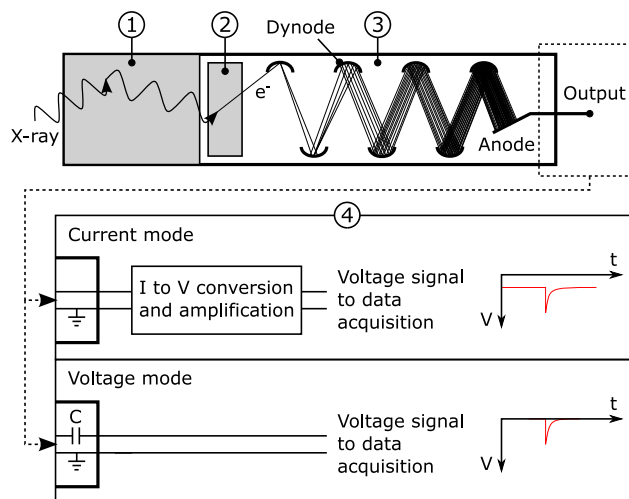 1
2
Dynode
3
X-ray
e-
Anode
Output
4
Current mode
I to V conversion
and amplification
Voltage signal
to data
acquisition
t
V
Voltage mode
C
Voltage signal
to data
acquisition
t
V